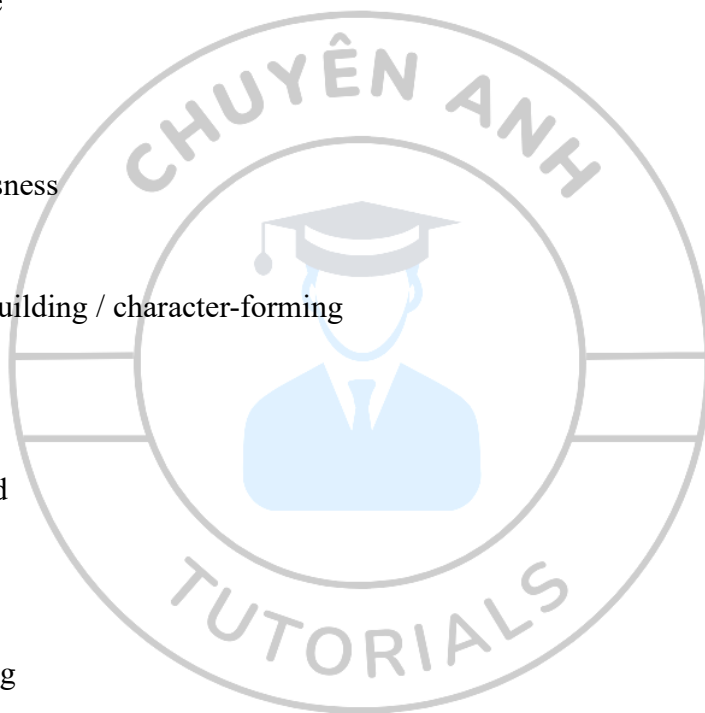 CHUYÊN ANH
sness
uilding / character-forming
d
TUTORIALS
g